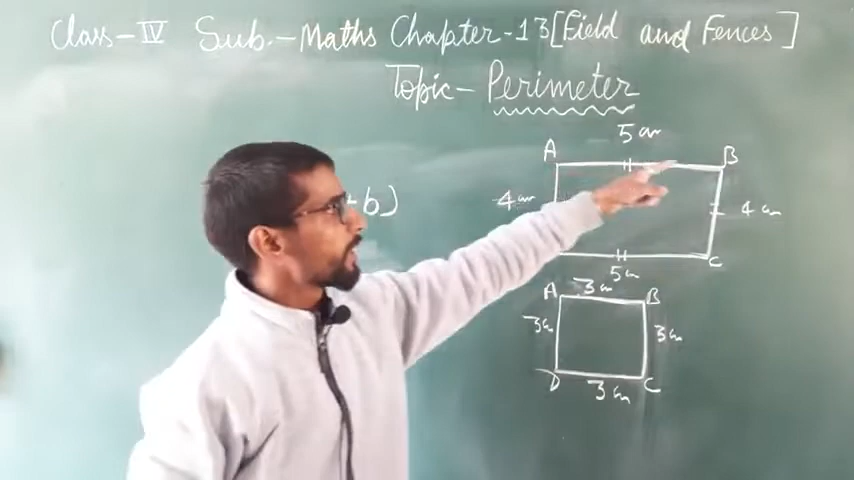 Class-IV Sub.-Maths Chapter-13[Field and Fences]
Topic- Perimeter
5 cm
A B
+b)
4 cm 4 cm
C
5 cm
3 cm
A B
3 cm 3 cm
D C
3 cm